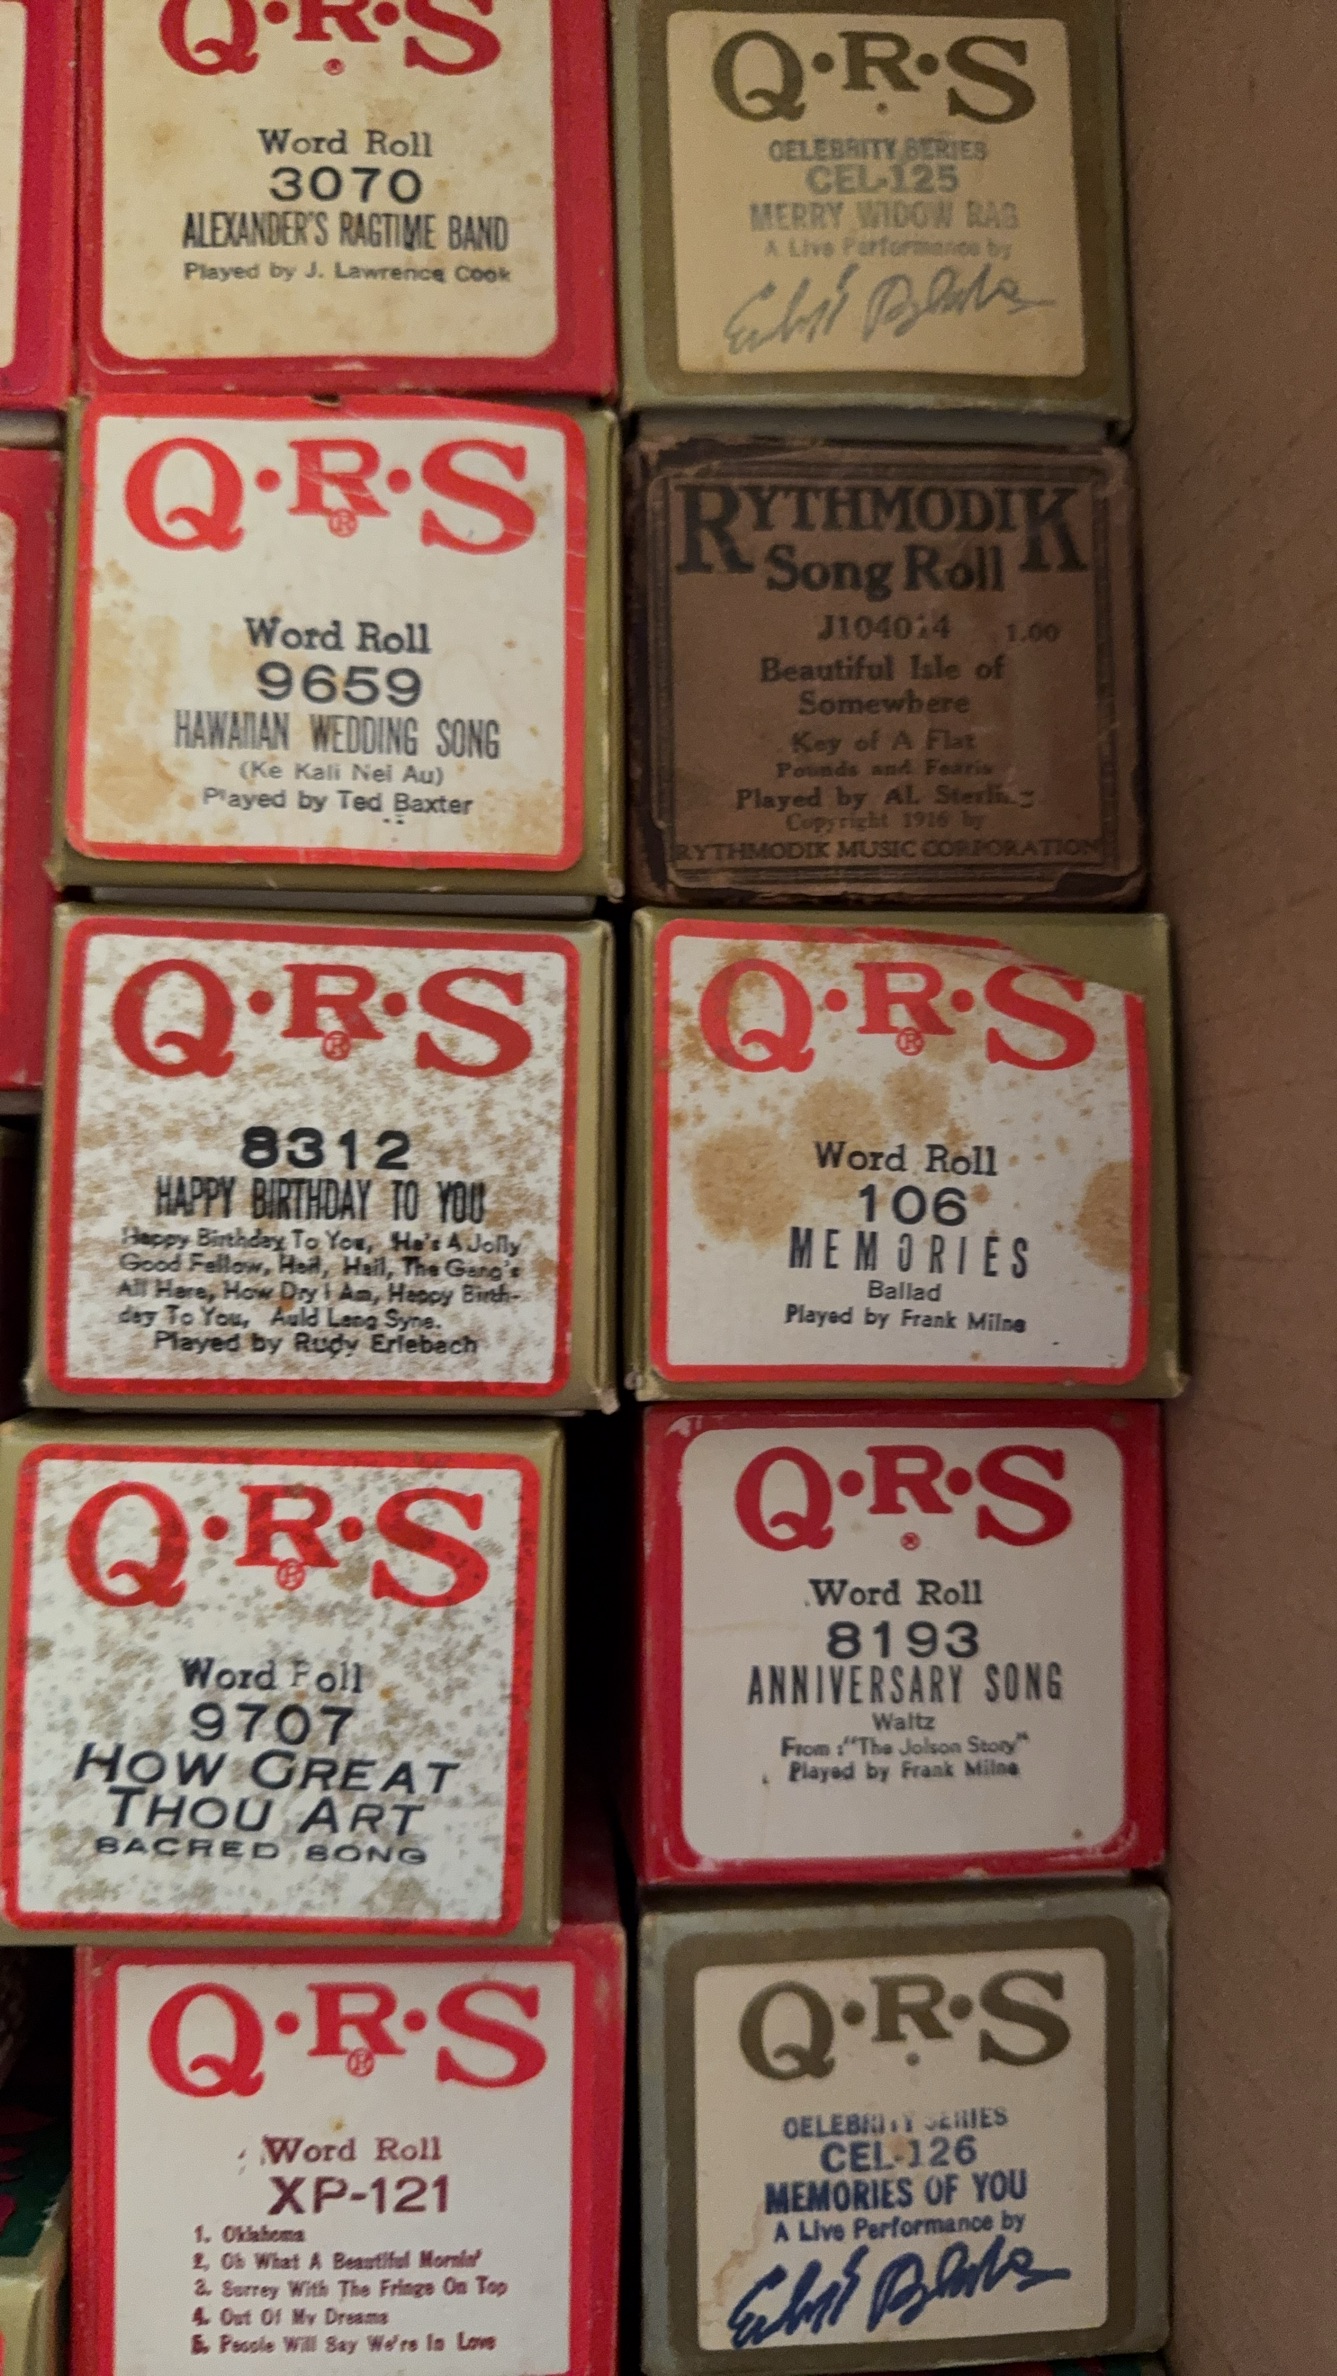 Q·R·S
Word Roll
3070
ALEXANDER'S RAGTIME BAND
Played by J. Lawrence Cook
Q·R·S
CELEBRITY SERIES
CEL-125
MERRY WIDOW RAG
A Live Performance by
Q·R·S
®
Word Roll
9659
HAWAIIAN WEDDING SONG
(Ke Kali Nei Au)
Played by Ted Baxter
RYTHMODIK
Song Roll
J104014 1.00
Beautiful Isle of
Somewhere
Key of A Flat
Pounds and Fearis
Played by AL Sterling
Copyright 1916 by
RYTHMODIK MUSIC CORPORATION
Q·R·S
®
8312
HAPPY BIRTHDAY TO YOU
Happy Birthday To You, He's A Jolly
Good Fellow, Hail, Hail, The Gang's
All Here, How Dry I Am, Happy Birth-
day To You, Auld Lang Syne.
Played by Rudy Erlebach
Q·R·S
®
Word Roll
106
MEMORIES
Ballad
Played by Frank Milne
Q·R·S
®
Word Roll
9707
HOW GREAT
THOU ART
SACRED SONG
Q·R·S
®
Word Roll
8193
ANNIVERSARY SONG
Waltz
From : "The Jolson Story"
Played by Frank Milne
Q·R·S
®
Word Roll
XP-121
1. Oklahoma
2. Oh What A Beautiful Mornin'
3. Surrey With The Fringe On Top
4. Out Of My Dreams
5. People Will Say We're In Love
Q·R·S
CELEBRITY SERIES
CEL-126
MEMORIES OF YOU
A Live Performance by